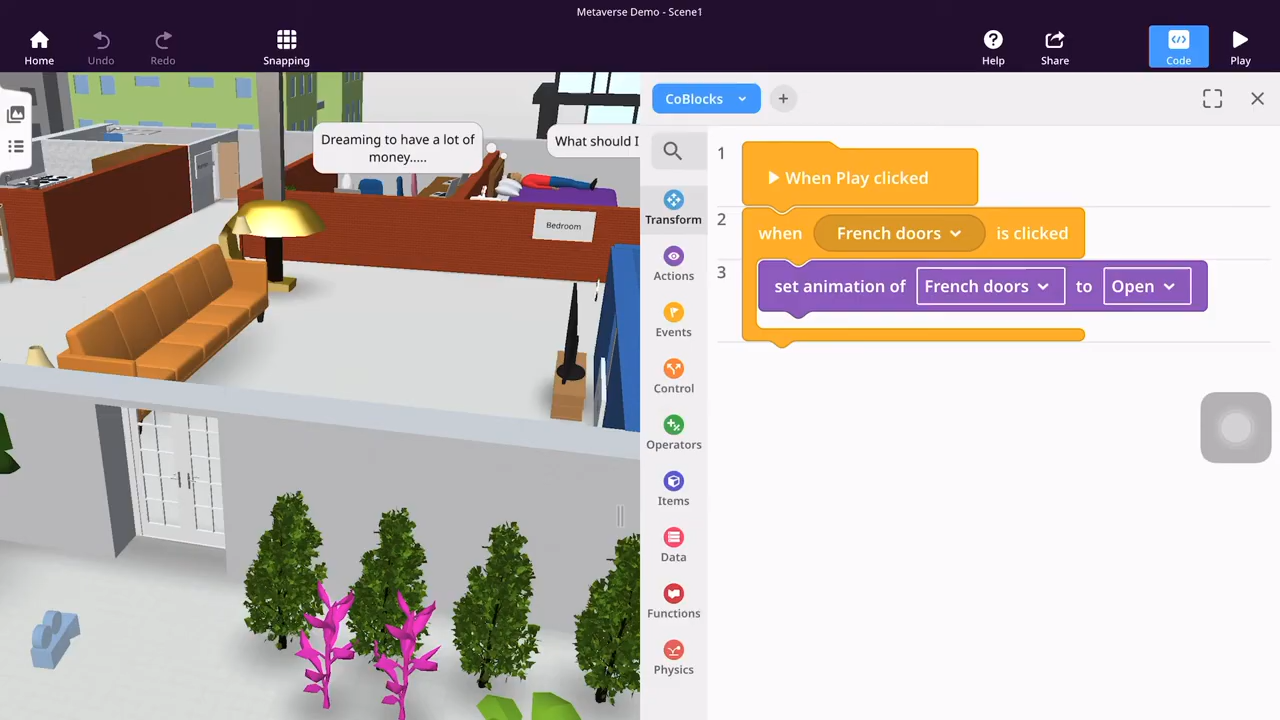 Metaverse Demo - Scene1
Home
Undo
Redo
Snapping
Help
Share
Code
Play
Dreaming to have a lot of
money.....
What should I
Bedroom
CoBlocks
Transform
Actions
Events
Control
Operators
Items
Data
Functions
Physics
1
When Play clicked
2
when French doors is clicked
3
set animation of French doors to Open